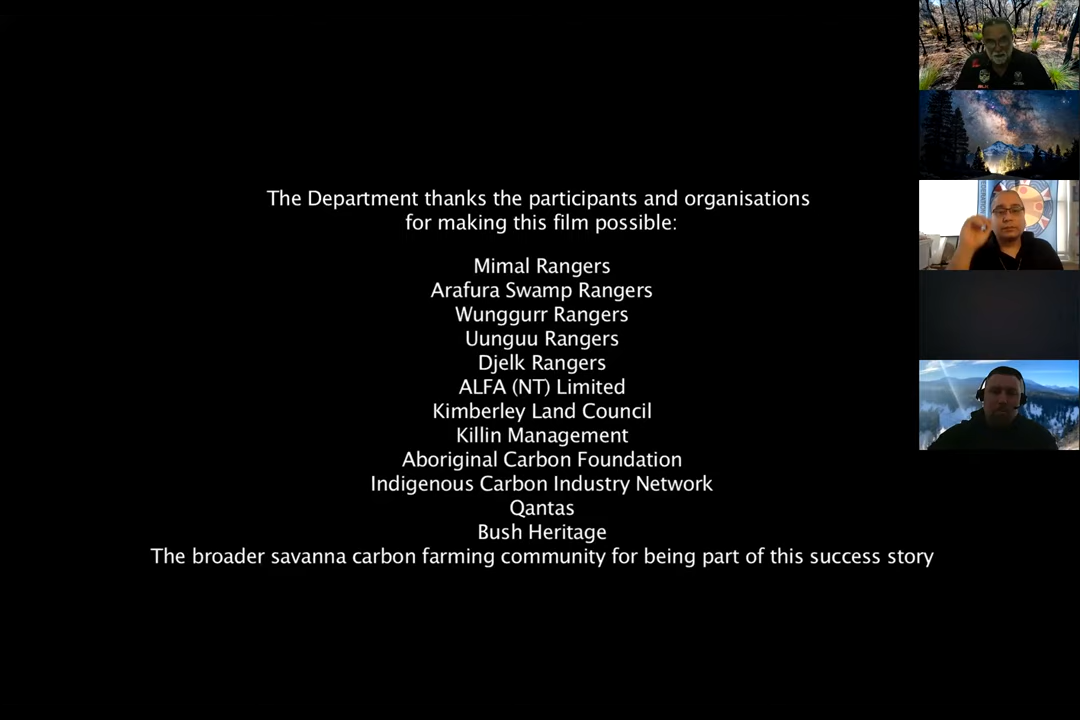 The Department thanks the participants and organisations
for making this film possible:
Mimal Rangers
Arafura Swamp Rangers
Wunggurr Rangers
Uunguu Rangers
Djelk Rangers
ALFA (NT) Limited
Kimberley Land Council
Killin Management
Aboriginal Carbon Foundation
Indigenous Carbon Industry Network
Qantas
Bush Heritage
The broader savanna carbon farming community for being part of this success story